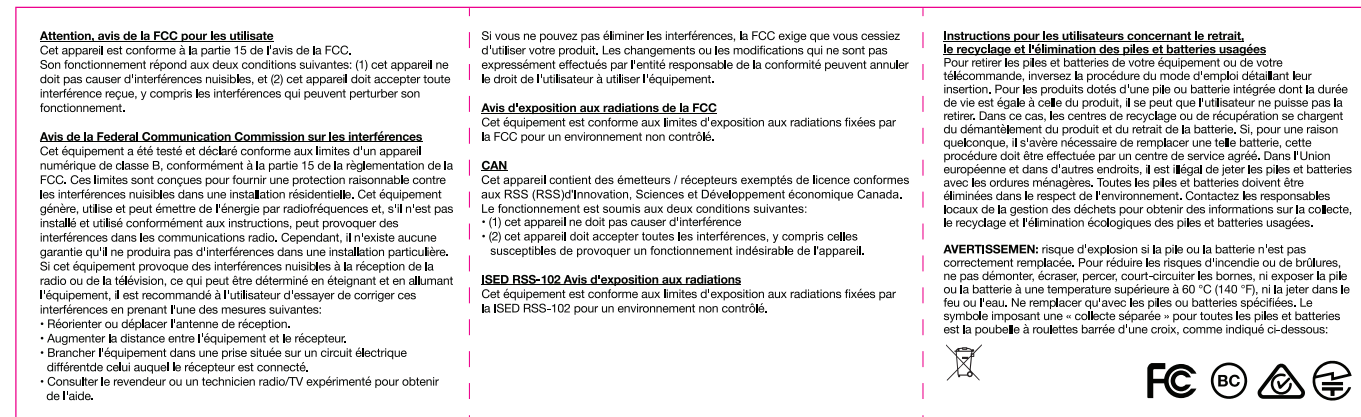 Attention, avis de la FCC pour les utilisate
Cet appareil est conforme à la partie 15 de l'avis de la FCC.
Son fonctionnement répond aux deux conditions suivantes: (1) cet appareil ne
doit pas causer d'interférences nuisibles, et (2) cet appareil doit accepter toute
interférence reçue, y compris les interférences qui peuvent perturber son
fonctionnement.
Avis de la Federal Communication Commission sur les interférences
Cet équipement a été testé et déclaré conforme aux limites d'un appareil
numérique de classe B, conformément à la partie 15 de la règlementation de la
FCC. Ces limites sont conçues pour fournir une protection raisonnable contre
les interférences nuisibles dans une installation résidentielle. Cet équipement
génère, utilise et peut émettre de l'énergie par radiofréquences et, s'il n'est pas
installé et utilisé conformément aux instructions, peut provoquer des
interférences dans les communications radio. Cependant, il n'existe aucune
garantie qu'il ne produira pas d'interférences dans une installation particulière.
Si cet équipement provoque des interférences nuisibles à la réception de la
radio ou de la télévision, ce qui peut être déterminé en éteignant et en allumant
l'équipement, il est recommandé à l'utilisateur d'essayer de corriger ces
interférences en prenant l'une des mesures suivantes:
• Réorienter ou déplacer l'antenne de réception.
• Augmenter la distance entre l'équipement et le récepteur.
• Brancher l'équipement dans une prise située sur un circuit électrique
différentde celui auquel le récepteur est connecté.
• Consulter le revendeur ou un technicien radio/TV expérimenté pour obtenir
de l'aide.
Si vous ne pouvez pas éliminer les interférences, la FCC exige que vous cessiez
d'utiliser votre produit. Les changements ou les modifications qui ne sont pas
expressément effectués par l'entité responsable de la conformité peuvent annuler
le droit de l'utilisateur à utiliser l'équipement.
Avis d'exposition aux radiations de la FCC
Cet équipement est conforme aux limites d'exposition aux radiations fixées par
la FCC pour un environnement non contrôlé.
CAN
Cet appareil contient des émetteurs / récepteurs exemptés de licence conformes
aux RSS (RSS)d'Innovation, Sciences et Développement économique Canada.
Le fonctionnement est soumis aux deux conditions suivantes:
• (1) cet appareil ne doit pas causer d'interférence
• (2) cet appareil doit accepter toutes les interférences, y compris celles
susceptibles de provoquer un fonctionnement indésirable de l'appareil.
ISED RSS-102 Avis d'exposition aux radiations
Cet équipement est conforme aux limites d'exposition aux radiations fixées par
la ISED RSS-102 pour un environnement non contrôlé.
Instructions pour les utilisateurs concernant le retrait,
le recyclage et l'élimination des piles et batteries usagées
Pour retirer les piles et batteries de votre équipement ou de votre
télécommande, inversez la procédure du mode d'emploi détaillant leur
insertion. Pour les produits dotés d'une pile ou batterie intégrée dont la durée
de vie est égale à celle du produit, il se peut que l'utilisateur ne puisse pas la
retirer. Dans ce cas, les centres de recyclage ou de récupération se chargent
du démantèlement du produit et du retrait de la batterie. Si, pour une raison
quelconque, il s'avère nécessaire de remplacer une telle batterie, cette
procédure doit être effectuée par un centre de service agréé. Dans l'Union
européenne et dans d'autres endroits, il est illégal de jeter les piles et batteries
avec les ordures ménagères. Toutes les piles et batteries doivent être
éliminées dans le respect de l'environnement. Contactez les responsables
locaux de la gestion des déchets pour obtenir des informations sur la collecte,
le recyclage et l'élimination écologiques des piles et batteries usagées.
AVERTISSEMEN: risque d'explosion si la pile ou la batterie n'est pas
correctement remplacée. Pour réduire les risques d'incendie ou de brûlures,
ne pas démonter, écraser, percer, court-circuiter les bornes, ni exposer la pile
ou la batterie à une température supérieure à 60 °C (140 °F), ni la jeter dans le
feu ou l'eau. Ne remplacer qu'avec les piles ou batteries spécifiées. Le
symbole imposant une « collecte séparée » pour toutes les piles et batteries
est la poubelle à roulettes barrée d'une croix, comme indiqué ci-dessous:
FC BC